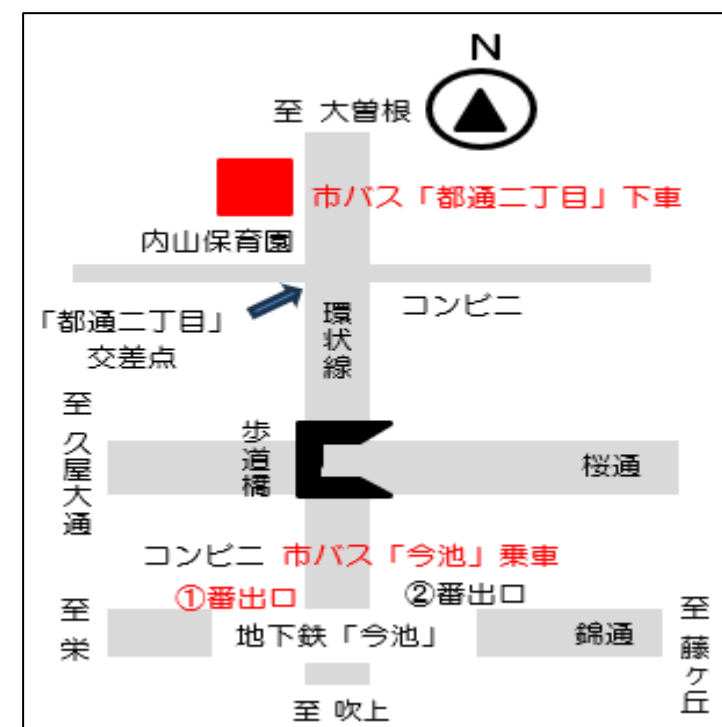 N
至 大曽根
市バス「都通二丁目」下車
内山保育園
コンビニ
「都通二丁目」
交差点
環状線
至 久屋大通
歩道橋
桜通
コンビニ 市バス「今池」乗車
①番出口
②番出口
至 栄
地下鉄「今池」
錦通
至 藤ヶ丘
至 吹上